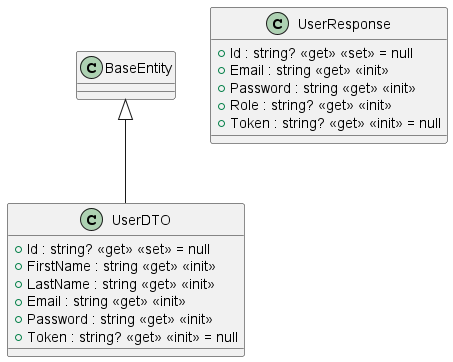 C UserResponse
Id : string? «get» «set» = null
Email : string «get» «init»
Password : string «get» «init»
Role : string? «get» «init»
Token : string? «get» «init» = null
C BaseEntity
C UserDTO
Id : string? «get» «set» = null
FirstName : string «get» «init»
LastName : string «get» «init»
Email : string «get» «init»
Password : string «get» «init»
Token : string? «get» «init» = null